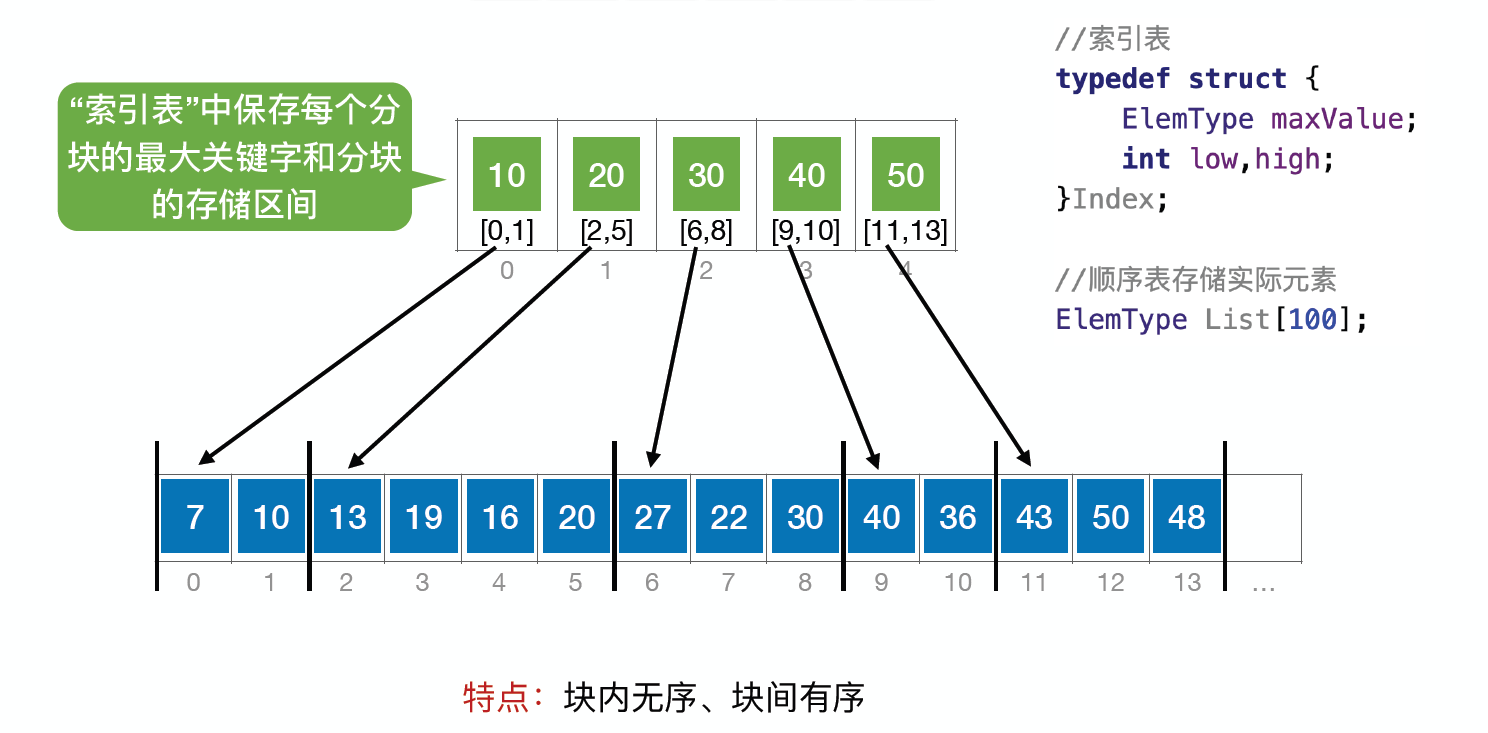 //索引表
typedef struct {
ElemType maxValue;
int low,high;
}Index;
//顺序表存储实际元素
ElemType List[100];
“索引表”中保存每个分
块的最大关键字和分块
的存储区间
10 20 30 40 50
[0,1] [2,5] [6,8] [9,10] [11,13]
0 1 2 3 4
7 10 13 19 16 20 27 22 30 40 36 43 50 48
0 1 2 3 4 5 6 7 8 9 10 11 12 13 ...
特点：块内无序、块间有序